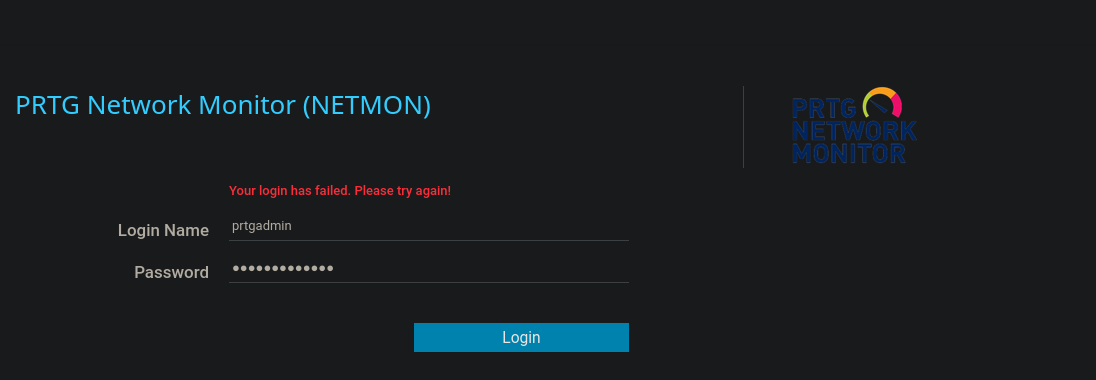 PRTG Network Monitor (NETMON)
PRTG
NETWORK
MONITOR
Your login has failed. Please try again!
Login Name
prtgadmin
Password
•••••••••••••
Login